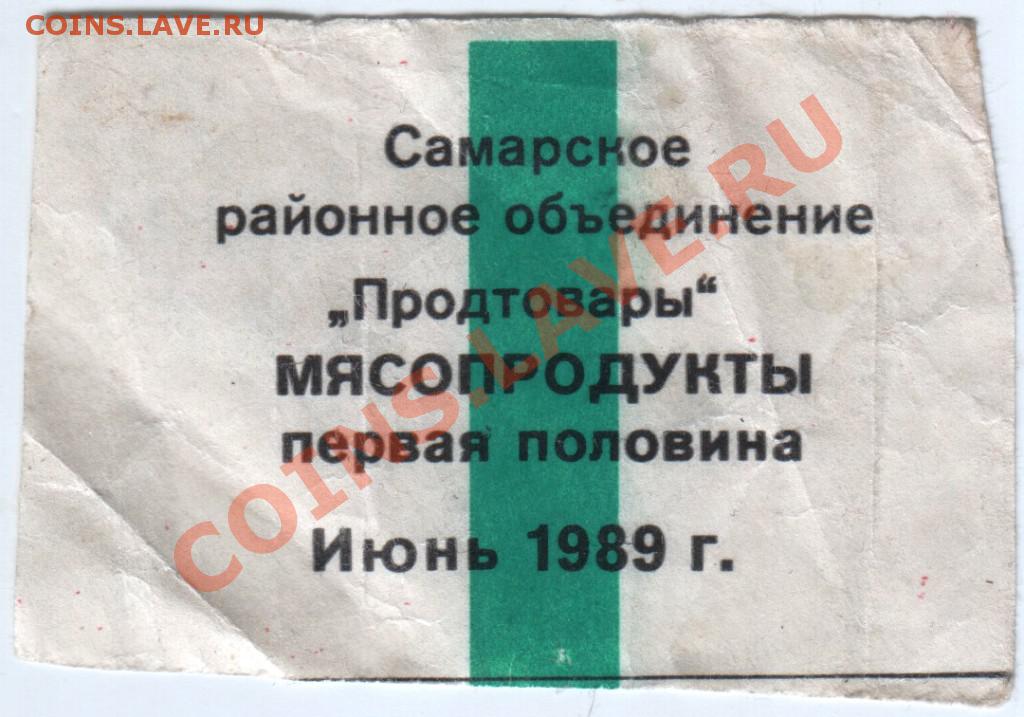 COINS.LAVE.RU
Самарское
районное объединение
„Продтовары“
МЯСОПРОДУКТЫ
первая половина
Июнь 1989 г.
COINS.LAVE.RU